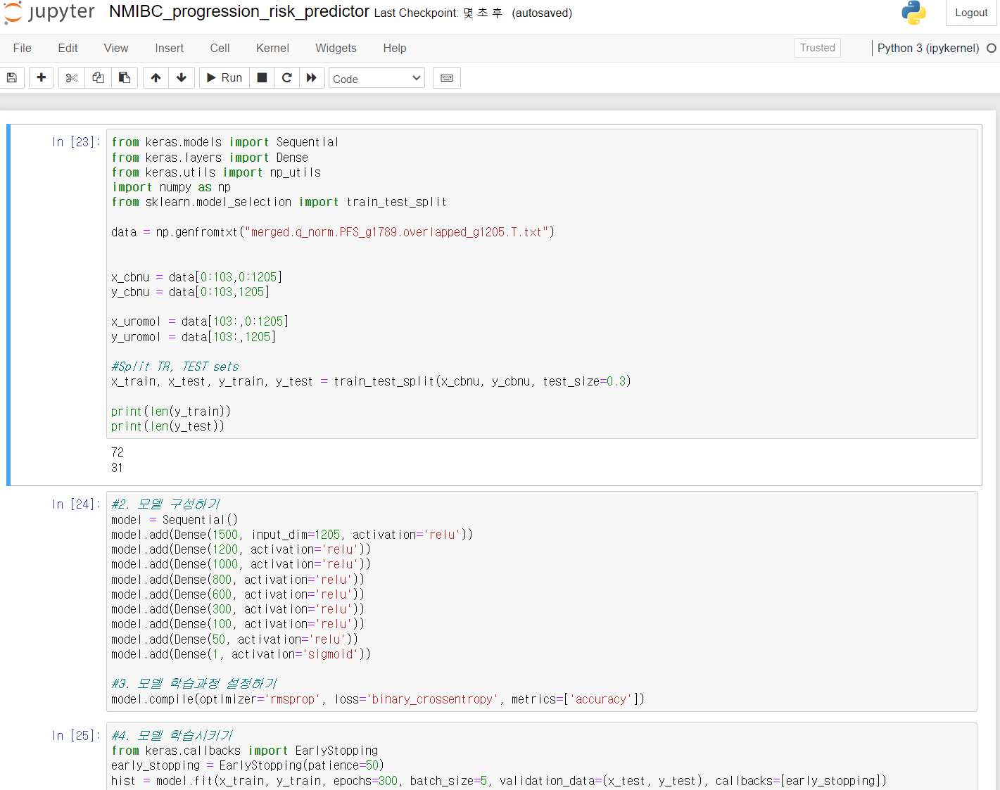 jupyter NMIBC_progression_risk_predictor Last Checkpoint: 몇 초 후 (autosaved) Logout
File Edit View Insert Cell Kernel Widgets Help Trusted Python 3 (ipykernel)
Run Code
In [23]:
from keras.models import Sequential
from keras.layers import Dense
from keras.utils import np_utils
import numpy as np
from sklearn.model_selection import train_test_split
data = np.genfromtxt("merged.q_norm.PFS_g1789.overlapped_g1205.T.txt")
x_cbnu = data[0:103,0:1205]
y_cbnu = data[0:103,1205]
x_uromol = data[103:,0:1205]
y_uromol = data[103:,1205]
#Split TR, TEST sets
x_train, x_test, y_train, y_test = train_test_split(x_cbnu, y_cbnu, test_size=0.3)
print(len(y_train))
print(len(y_test))
72
31
In [24]:
#2. 모델 구성하기
model = Sequential()
model.add(Dense(1500, input_dim=1205, activation='relu'))
model.add(Dense(1200, activation='relu'))
model.add(Dense(1000, activation='relu'))
model.add(Dense(800, activation='relu'))
model.add(Dense(600, activation='relu'))
model.add(Dense(300, activation='relu'))
model.add(Dense(100, activation='relu'))
model.add(Dense(50, activation='relu'))
model.add(Dense(1, activation='sigmoid'))
#3. 모델 학습과정 설정하기
model.compile(optimizer='rmsprop', loss='binary_crossentropy', metrics=['accuracy'])
In [25]:
#4. 모델 학습시키기
from keras.callbacks import EarlyStopping
early_stopping = EarlyStopping(patience=50)
hist = model.fit(x_train, y_train, epochs=300, batch_size=5, validation_data=(x_test, y_test), callbacks=[early_stopping])